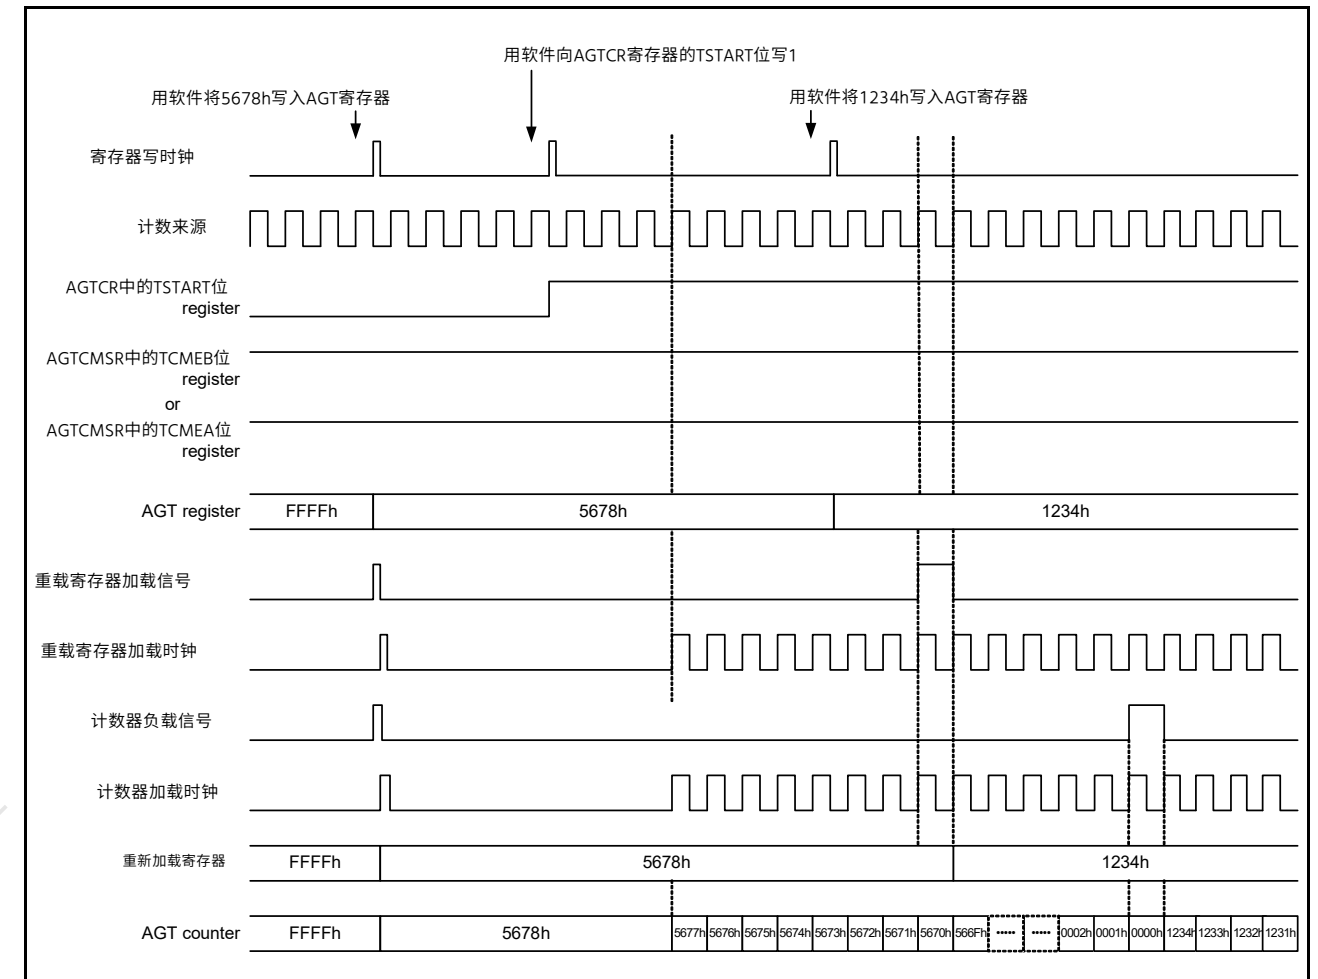 用软件向AGTCR寄存器的TSTART位写1
用软件将5678h写入AGT寄存器
用软件将1234h写入AGT寄存器
寄存器写时钟
计数来源
AGTCR中的TSTART位
register
AGTCMSR中的TCMEB位
register
or
AGTCMSR中的TCMEA位
register
AGT register FFFFh 5678h 1234h
重载寄存器加载信号
重载寄存器加载时钟
计数器负载信号
计数器加载时钟
重新加载寄存器 FFFFh 5678h 1234h
AGT counter FFFFh 5678h 5677h 5676h 5675h 5674h 5673h 5672h 5671h 5670h 566Fh ····· ····· 0002h 0001h 0000h 1234h 1233h 1232h 1231h